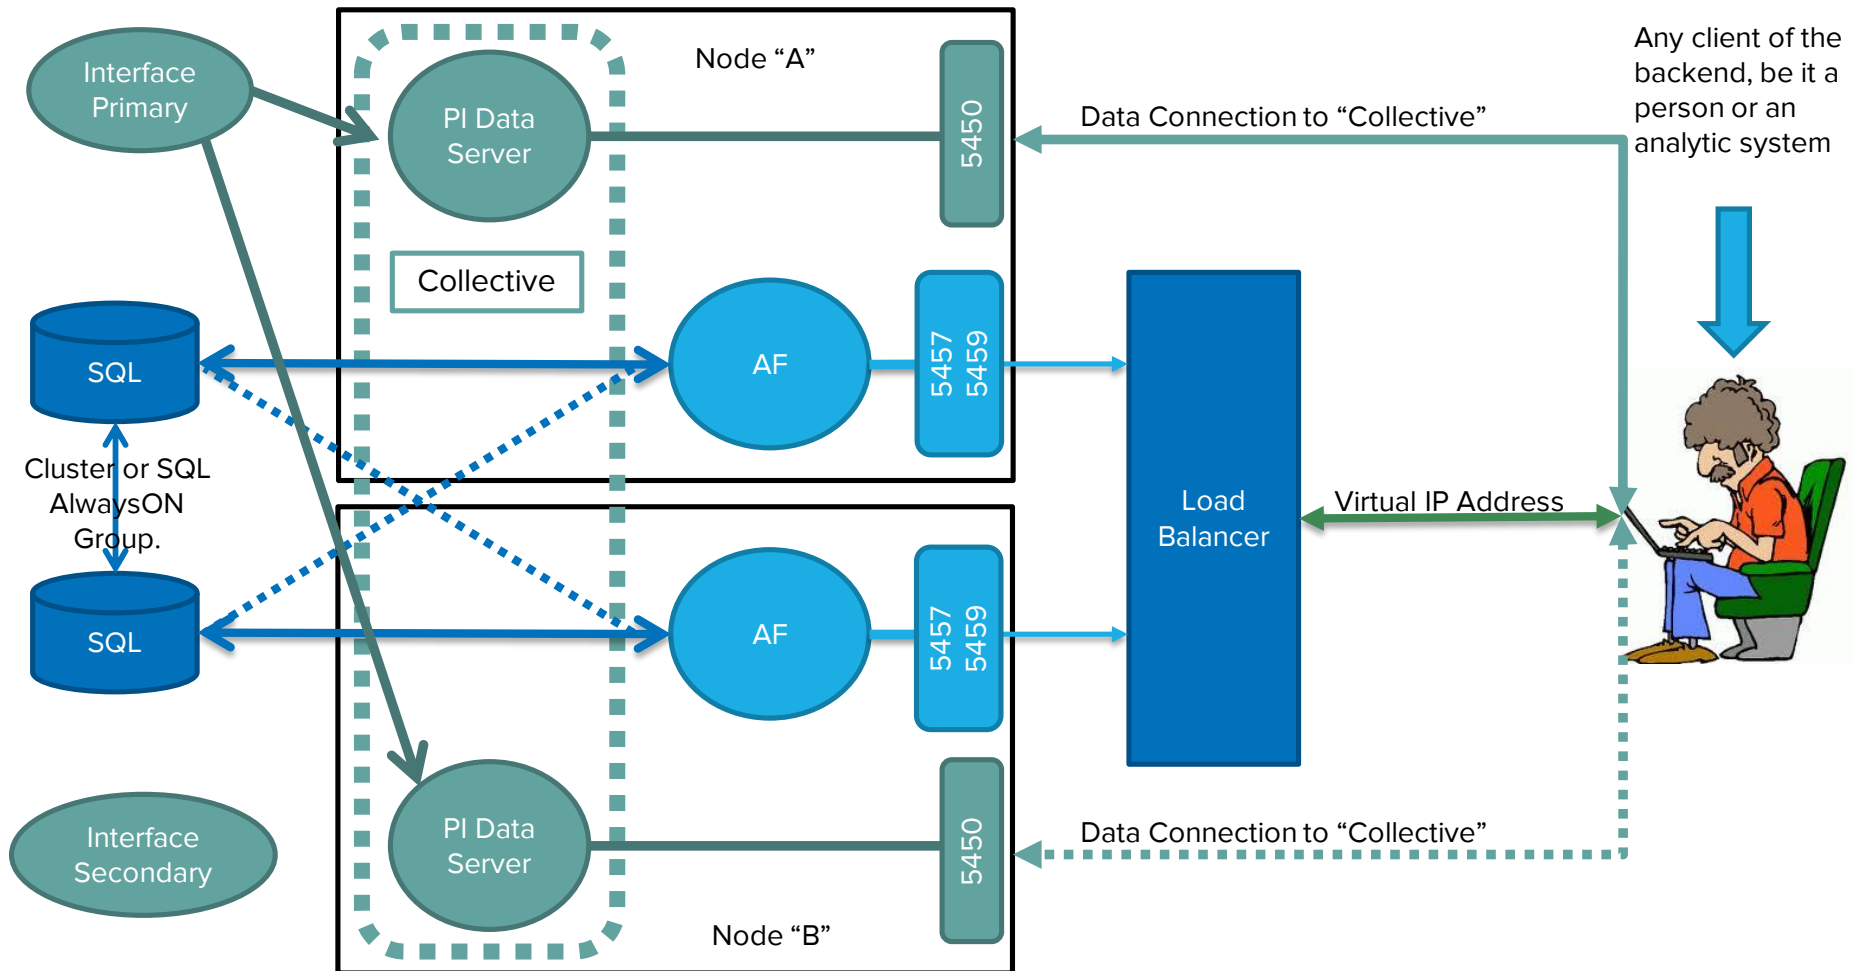 Interface
Primary
PI Data
Server
Node “A”
5450
Data Connection to “Collective”
Any client of the
backend, be it a
person or an
analytic system
Collective
SQL
AF
5457
5459
Cluster or SQL
AlwaysON
Group.
Load
Balancer
Virtual IP Address
SQL
AF
5457
5459
Interface
Secondary
PI Data
Server
5450
Data Connection to “Collective”
Node “B”